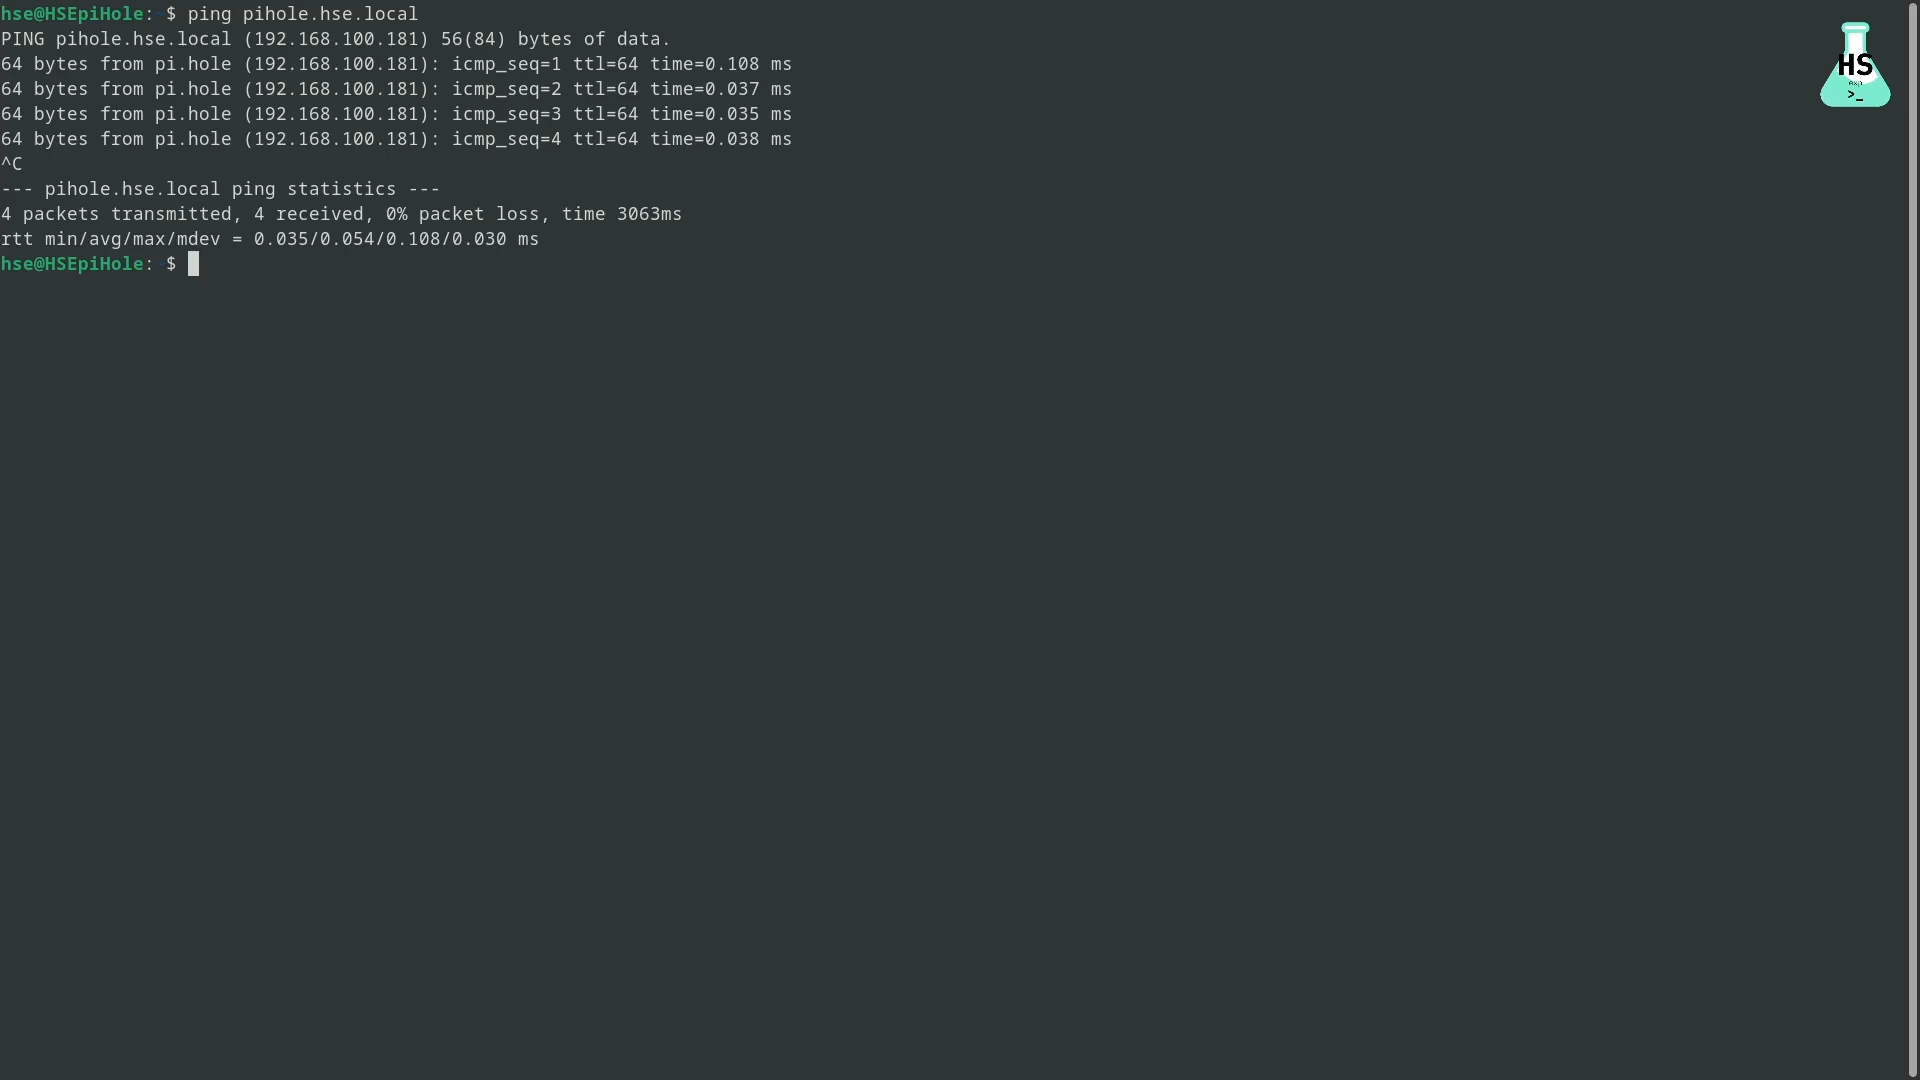 hse@HSEpiHole:~$ ping pihole.hse.local
PING pihole.hse.local (192.168.100.181) 56(84) bytes of data.
64 bytes from pi.hole (192.168.100.181): icmp_seq=1 ttl=64 time=0.108 ms
64 bytes from pi.hole (192.168.100.181): icmp_seq=2 ttl=64 time=0.037 ms
64 bytes from pi.hole (192.168.100.181): icmp_seq=3 ttl=64 time=0.035 ms
64 bytes from pi.hole (192.168.100.181): icmp_seq=4 ttl=64 time=0.038 ms
^C
--- pihole.hse.local ping statistics ---
4 packets transmitted, 4 received, 0% packet loss, time 3063ms
rtt min/avg/max/mdev = 0.035/0.054/0.108/0.030 ms
hse@HSEpiHole:~$
HS
exp
>_